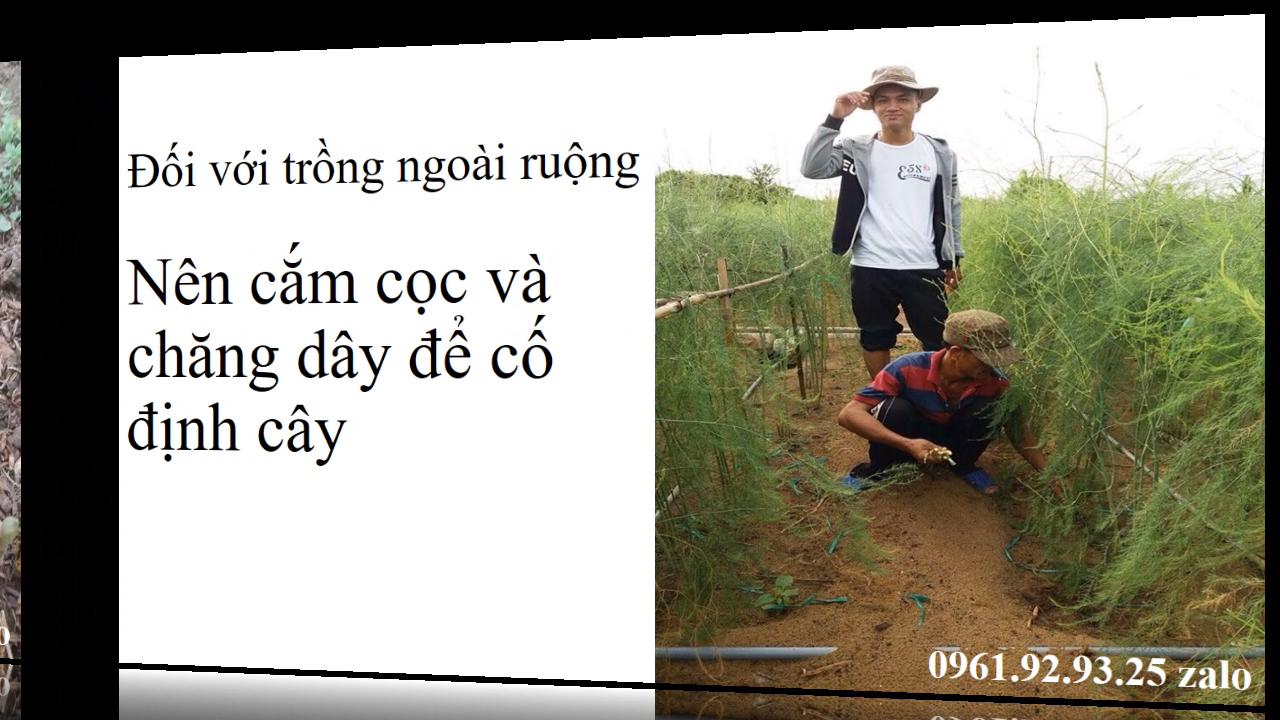 Đối với trồng ngoài ruộng
Nên cắm cọc và
chăng dây để cố
định cây
0961.92.93.25 zalo